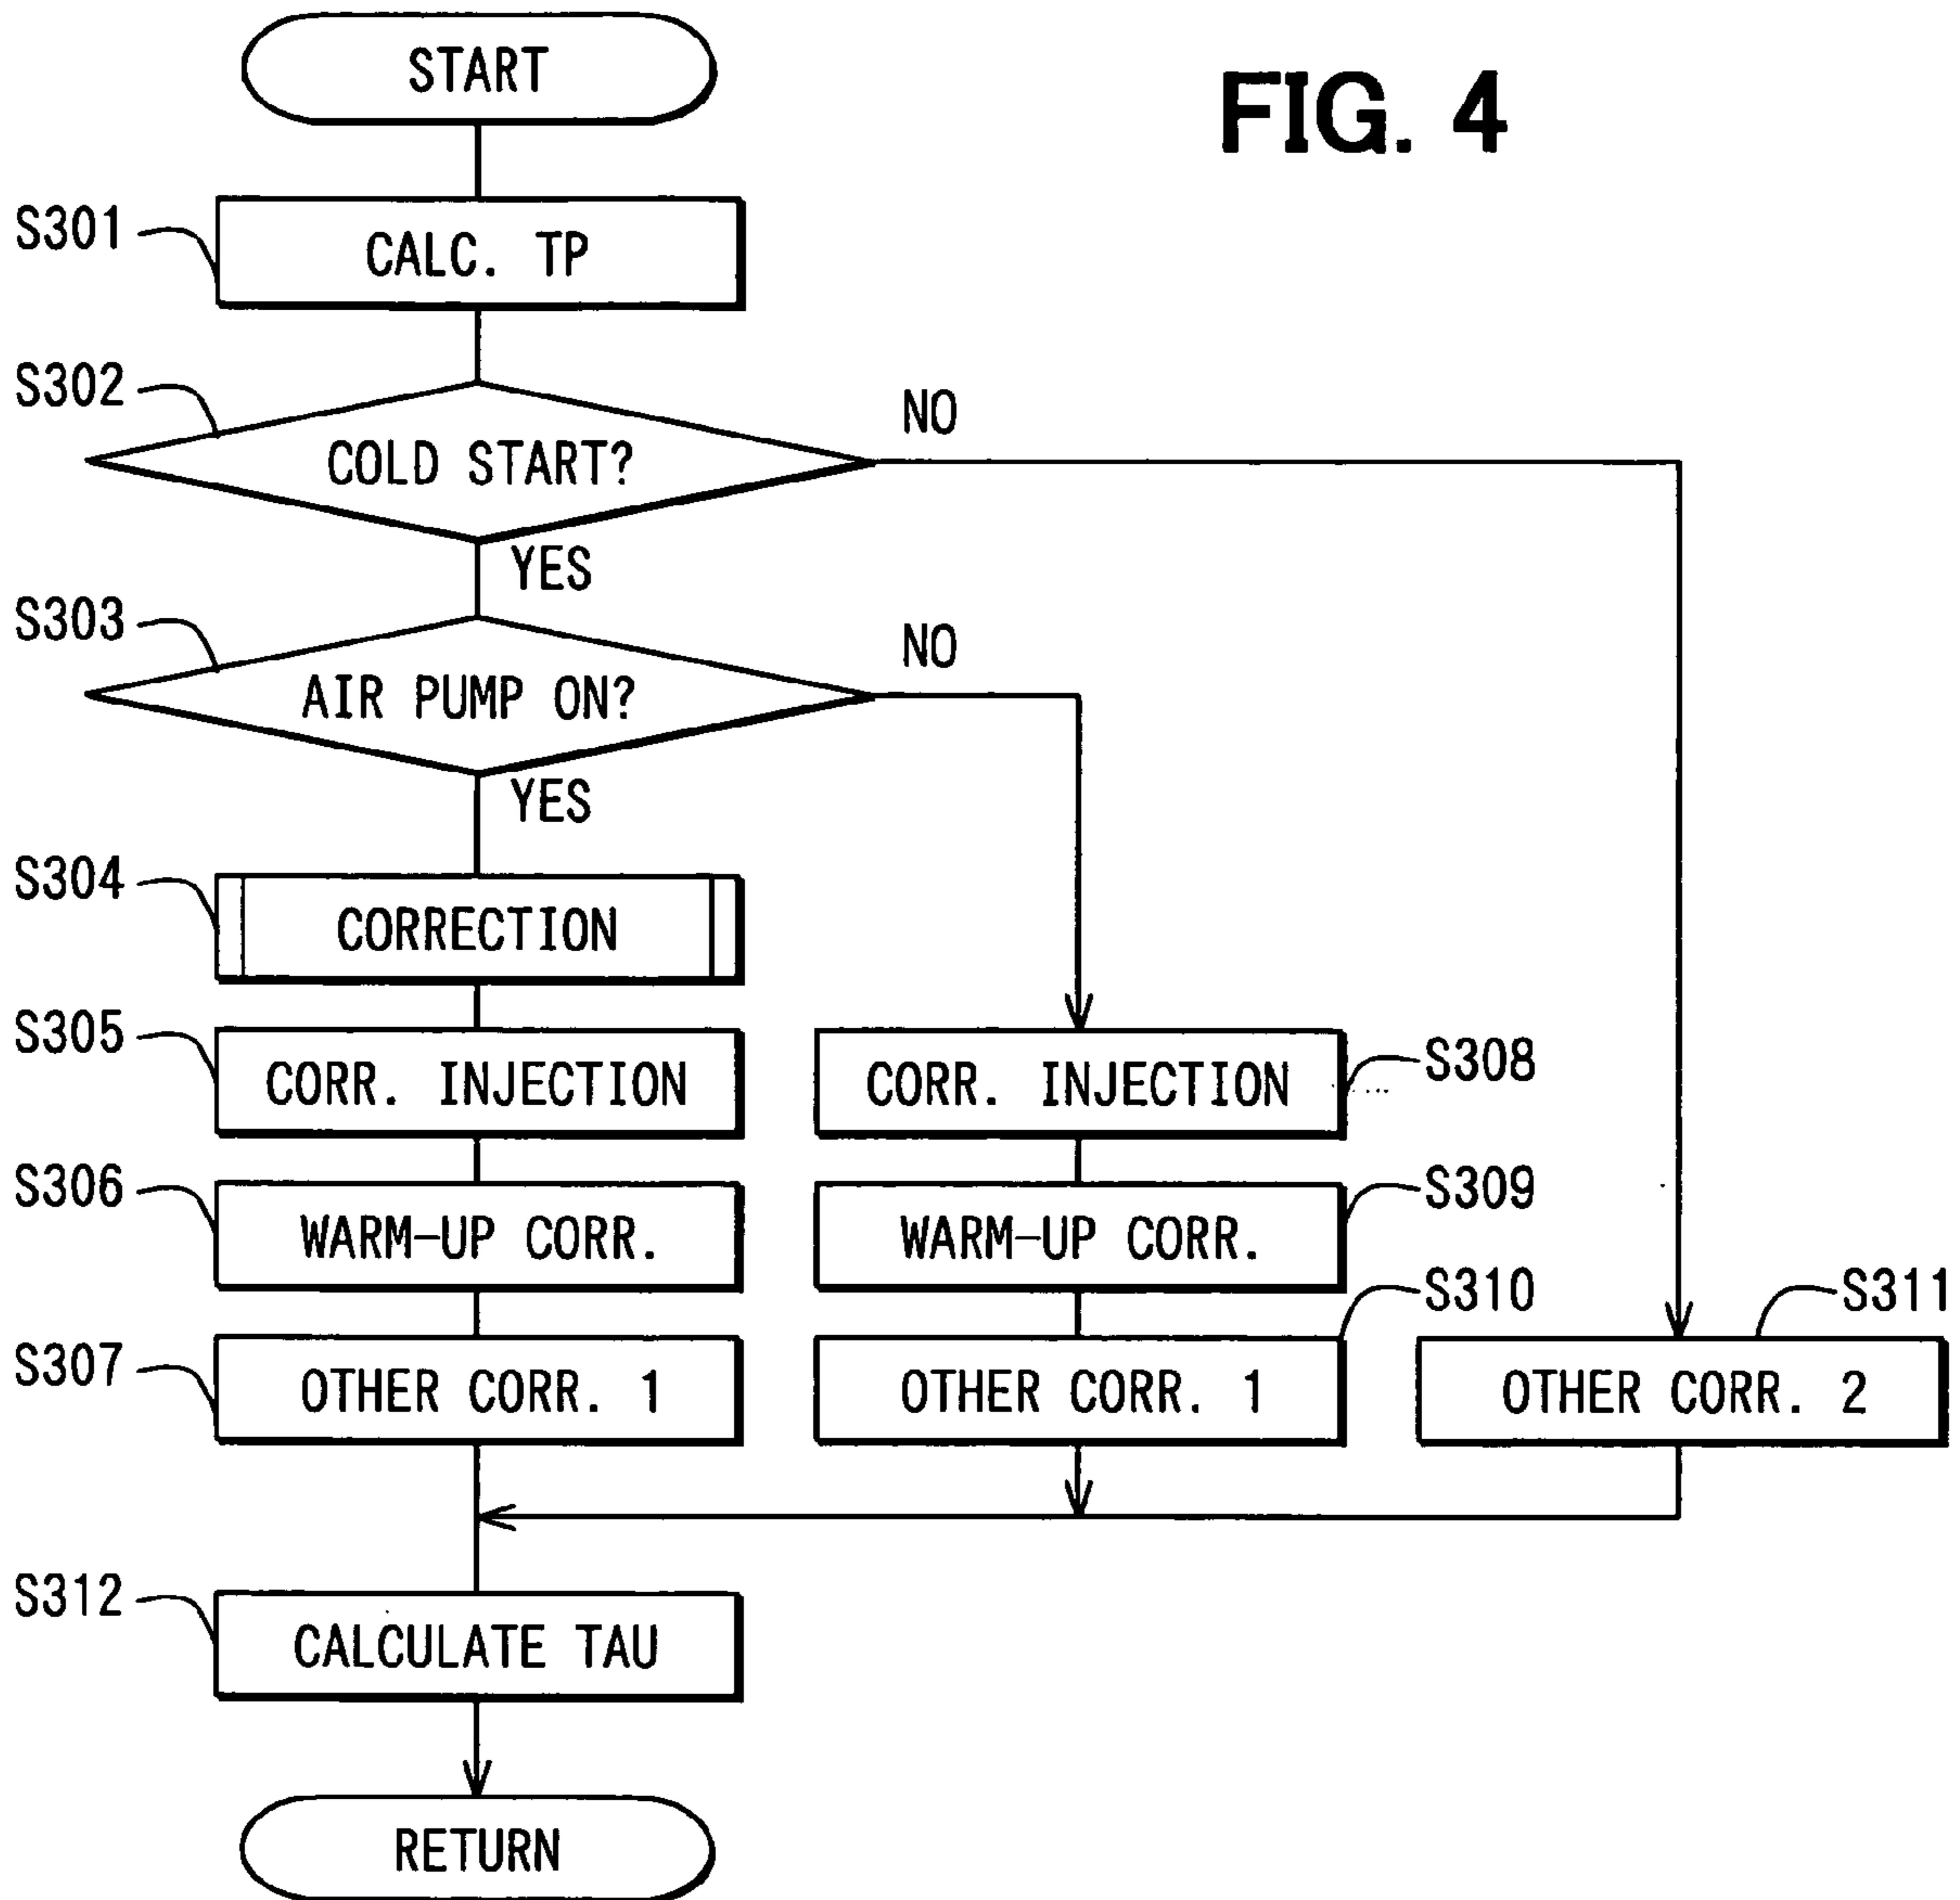 FIG. 4
START
S301
CALC. TP
S302
COLD START?
NO
YES
S303
AIR PUMP ON?
NO
YES
S304
CORRECTION
S305
CORR. INJECTION
CORR. INJECTION
S308
S306
WARM-UP CORR.
WARM-UP CORR.
S309
S307
OTHER CORR. 1
OTHER CORR. 1
S310
OTHER CORR. 2
S311
S312
CALCULATE TAU
RETURN